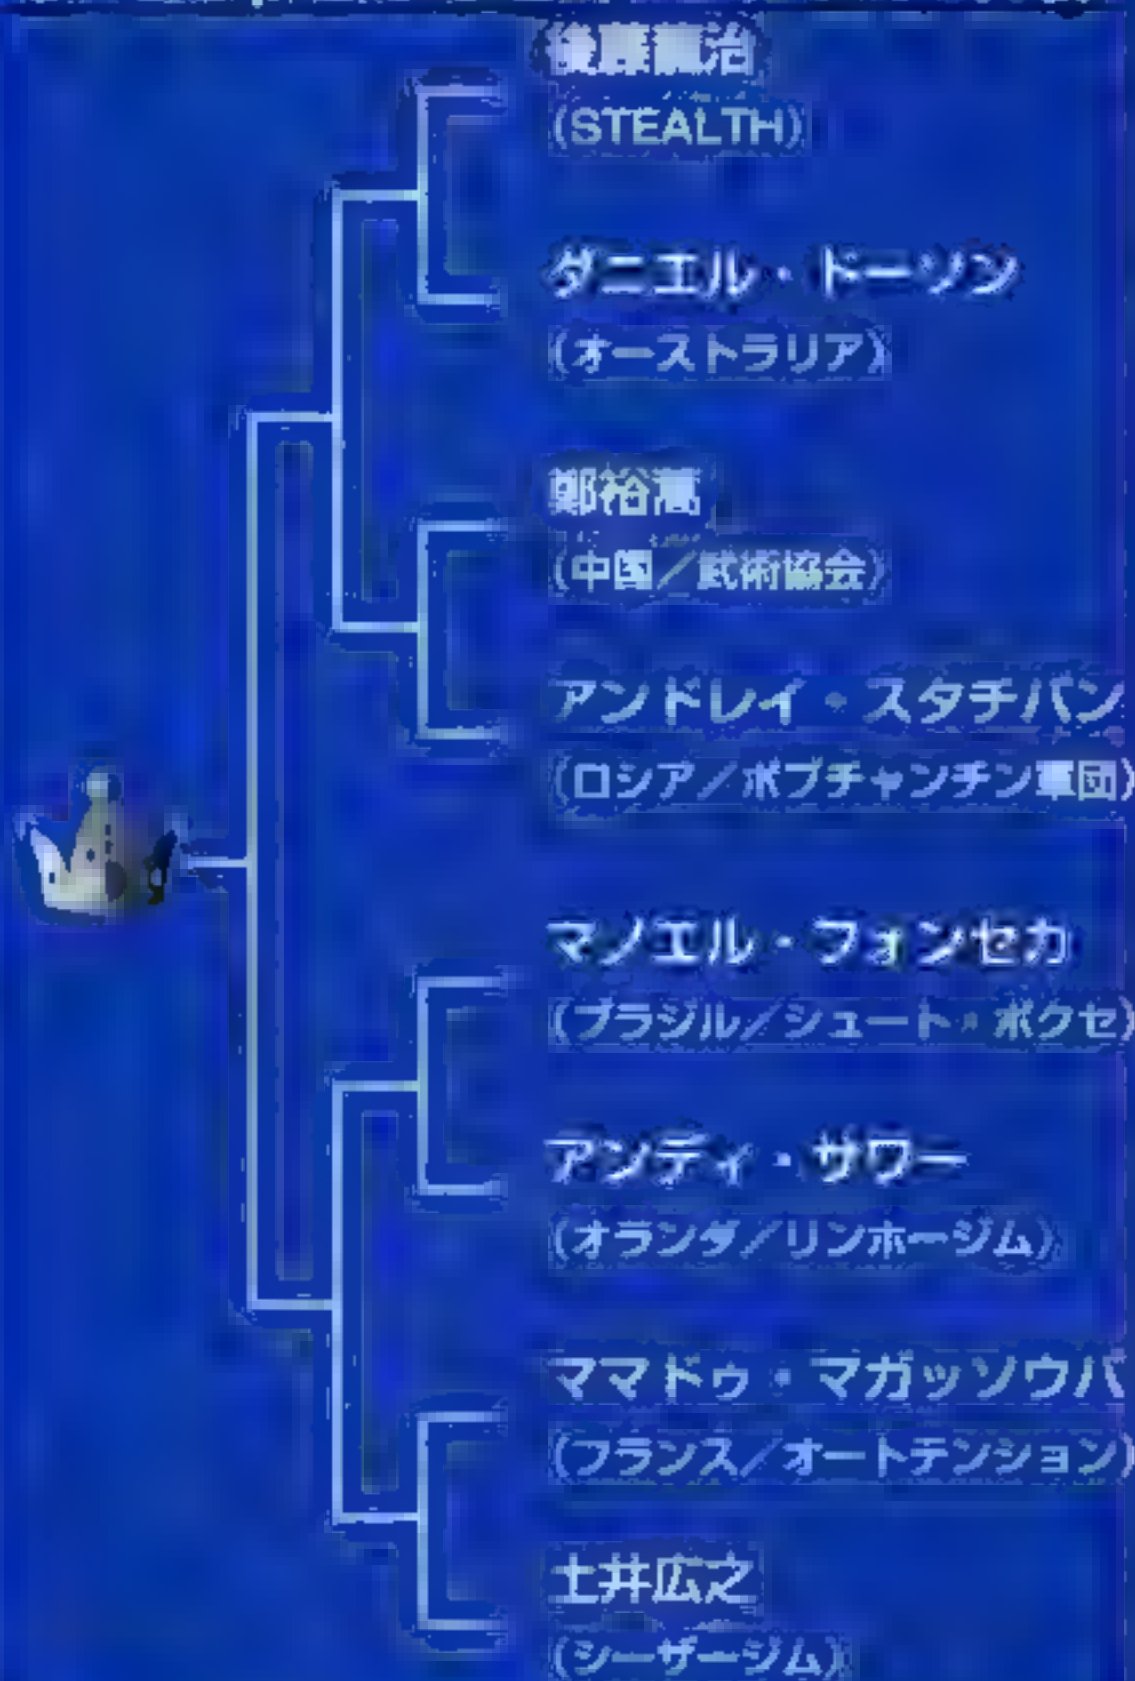 後藤龍治
(STEALTH)
ダニエル・ドーソン
(オーストラリア)
鄭裕蒿
(中国／武術協会)
アンドレイ・スタチバン
(ロシア／ボブチャンチン軍団)
マノエル・フォンセカ
(ブラジル／シュート・ボクセ)
アンディ・サワー
(オランダ／リンホージム)
ママドゥ・マガッソウバ
(フランス／オートテンション)
土井広之
(シーザージム)